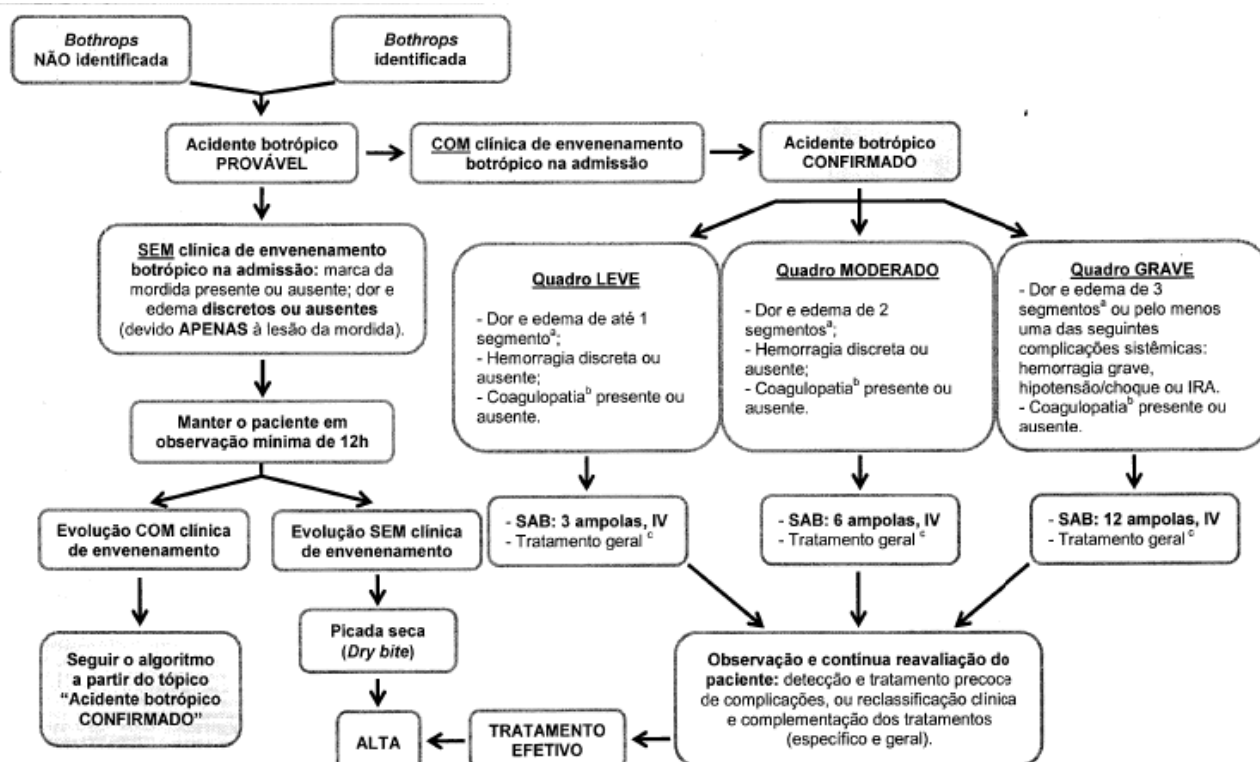 Bothrops
NÃO identificada
Bothrops
identificada
Acidente botrópico
PROVÁVEL
COM clínica de envenenamento
botrópico na admissão
Acidente botrópico
CONFIRMADO
SEM clínica de envenenamento
botrópico na admissão: marca da
mordida presente ou ausente; dor e
edema discretos ou ausentes
(devido APENAS à lesão da mordida).
Quadro LEVE
- Dor e edema de até 1
segmentoª;
- Hemorragia discreta ou
ausente;
- Coagulopatiaᵇ presente ou
ausente.
Quadro MODERADO
- Dor e edema de 2
segmentosª;
- Hemorragia discreta ou
ausente;
- Coagulopatiaᵇ presente ou
ausente.
Quadro GRAVE
- Dor e edema de 3
segmentosª ou pelo menos
uma das seguintes
complicações sistêmicas:
hemorragia grave,
hipotensão/choque ou IRA.
- Coagulopatiaᵇ presente ou
ausente.
Manter o paciente em
observação mínima de 12h
Evolução COM clínica
de envenenamento
Evolução SEM clínica
de envenenamento
- SAB: 3 ampolas, IV
- Tratamento geral ᶜ
- SAB: 6 ampolas, IV
- Tratamento geral ᶜ
- SAB: 12 ampolas, IV
- Tratamento geral ᶜ
Seguir o algoritmo
a partir do tópico
“Acidente botrópico
CONFIRMADO”
Picada seca
(Dry bite)
Observação e contínua reavaliação do
paciente: detecção e tratamento precoce
de complicações, ou reclassificação clínica
e complementação dos tratamentos
(específico e geral).
TRATAMENTO
EFETIVO
ALTA